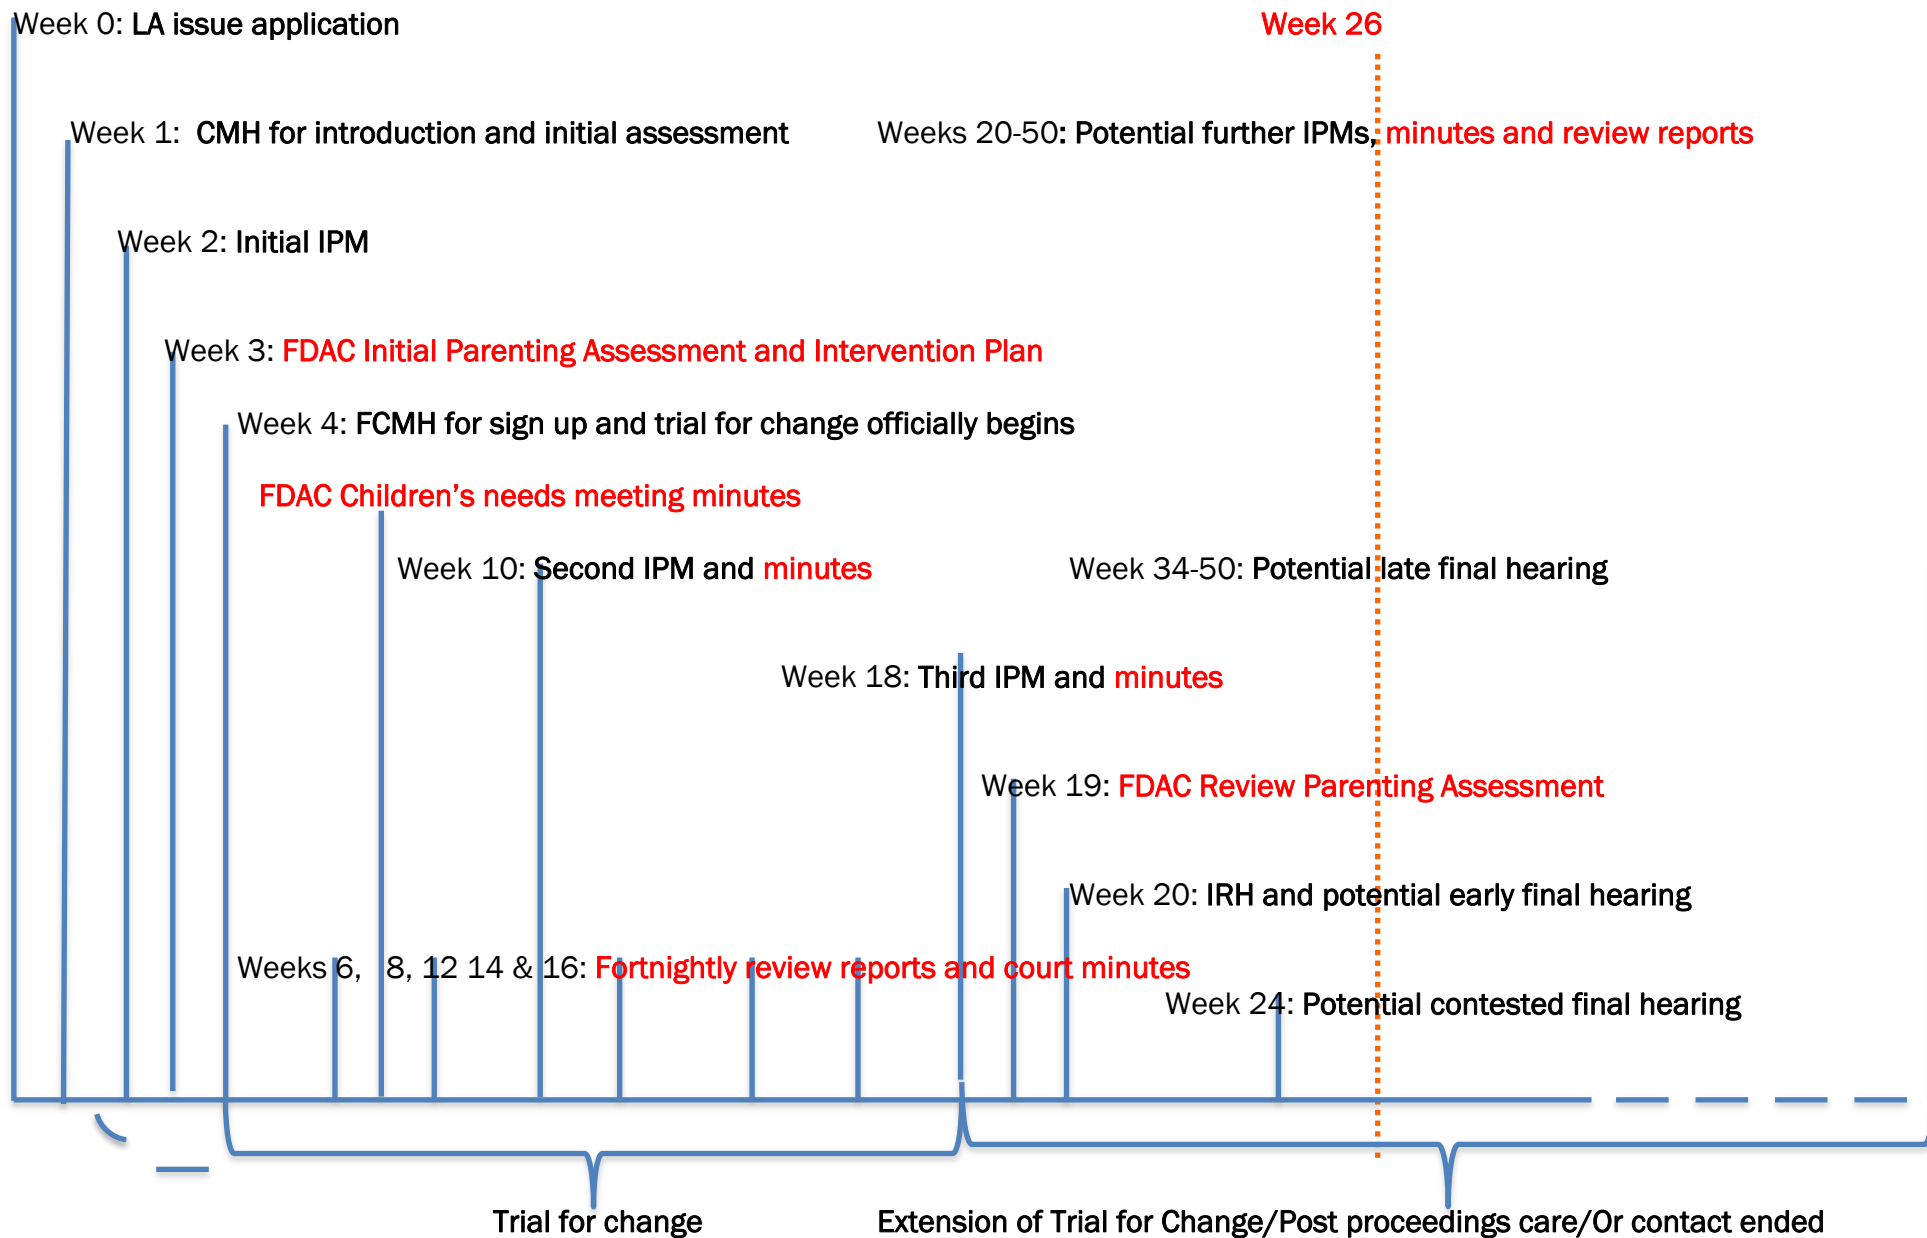 Week 0: LA issue application
Week 26
Week 1: CMH for introduction and initial assessment
Weeks 20-50: Potential further IPMs, minutes and review reports
Week 2: Initial IPM
Week 3: FDAC Initial Parenting Assessment and Intervention Plan
Week 4: FCMH for sign up and trial for change officially begins
FDAC Children’s needs meeting minutes
Week 10: Second IPM and minutes
Week 34-50: Potential late final hearing
Week 18: Third IPM and minutes
Week 19: FDAC Review Parenting Assessment
Week 20: IRH and potential early final hearing
Weeks 6, 8, 12 14 & 16: Fortnightly review reports and court minutes
Week 24: Potential contested final hearing
Trial for change
Extension of Trial for Change/Post proceedings care/Or contact ended